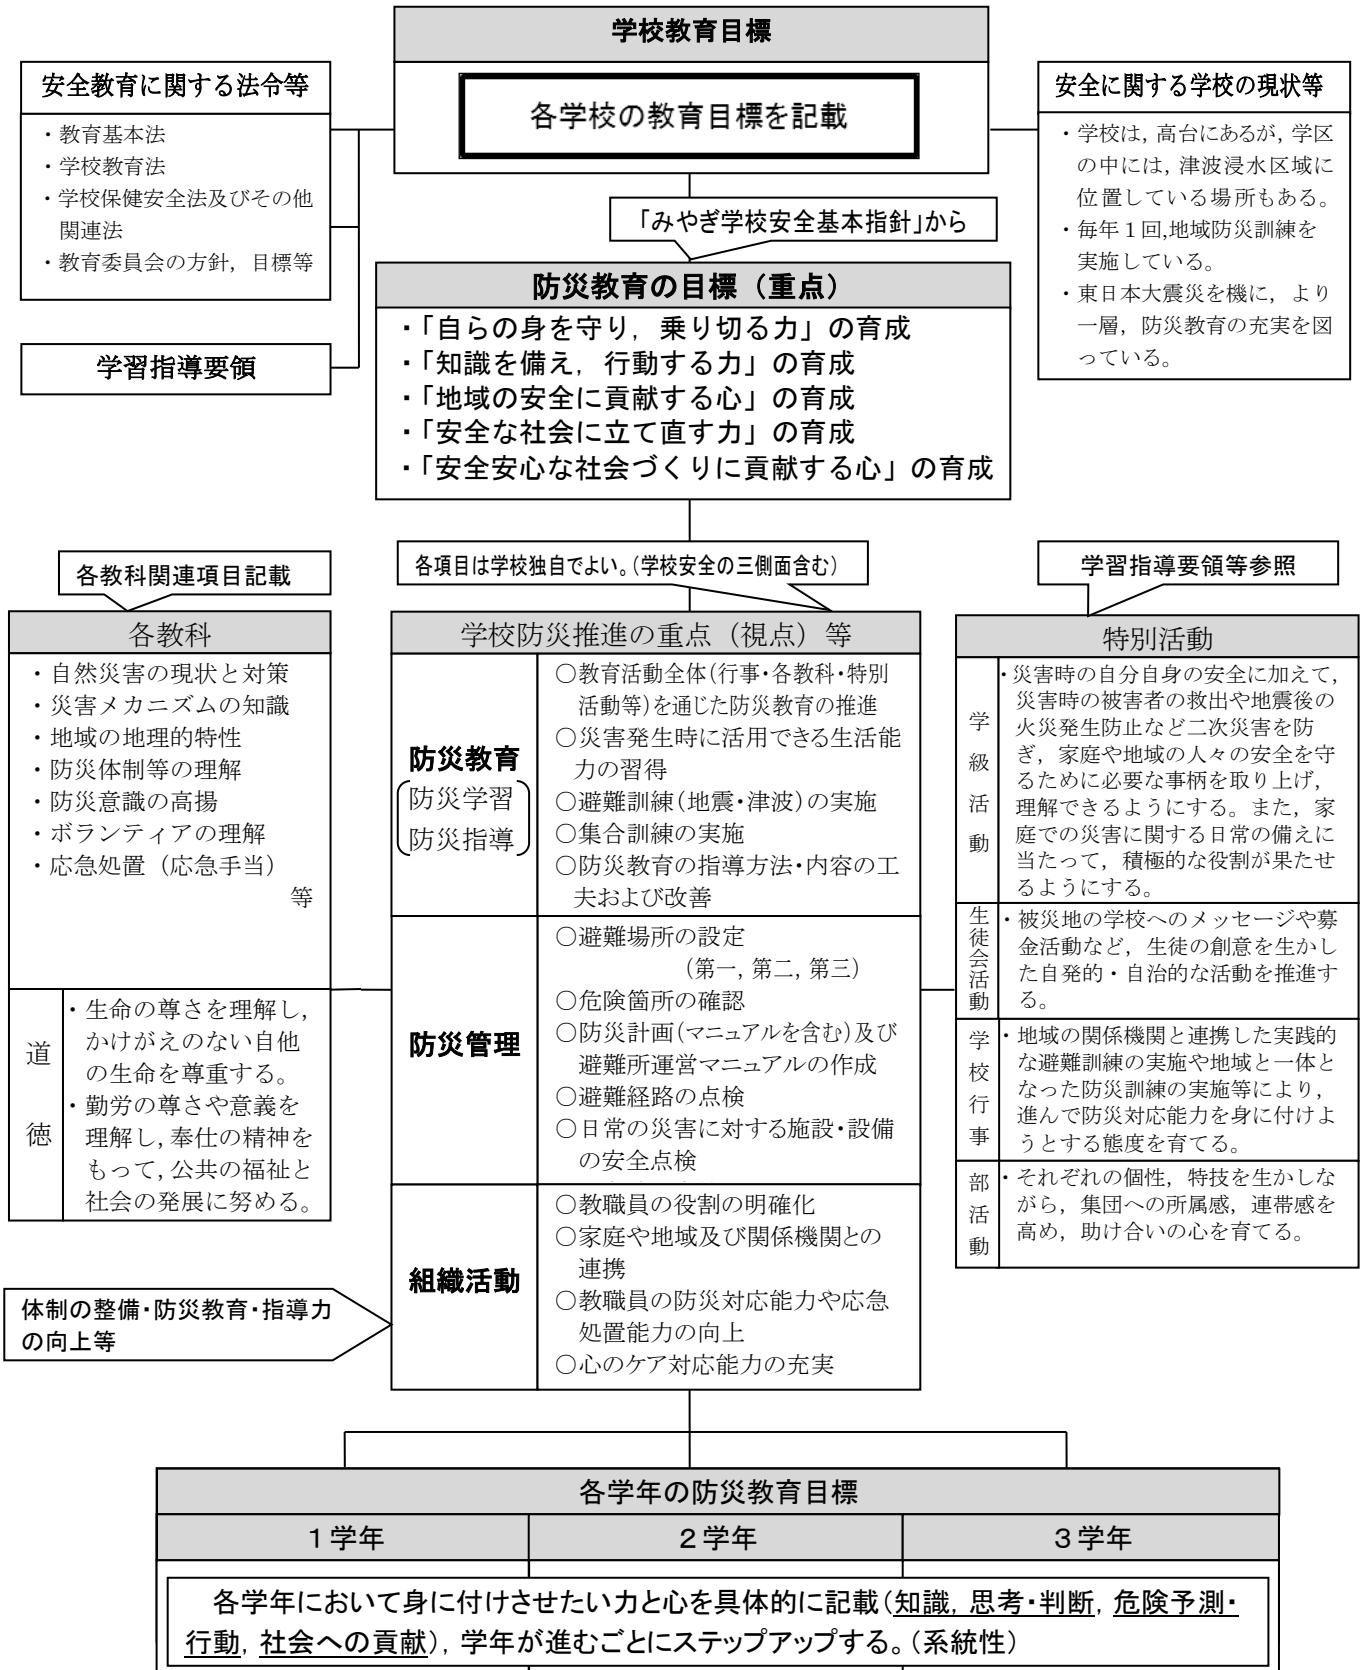 学校教育目標
各学校の教育目標を記載
安全教育に関する法令等
・教育基本法
・学校教育法
・学校保健安全法及びその他
関連法
・教育委員会の方針，目標等
学習指導要領
安全に関する学校の現状等
・学校は，高台にあるが，学区
の中には，津波浸水区域に
位置している場所もある。
・毎年１回,地域防災訓練を
実施している。
・東日本大震災を機に，より
一層，防災教育の充実を図
っている。
「みやぎ学校安全基本指針」から
防災教育の目標（重点）
・「自らの身を守り，乗り切る力」の育成
・「知識を備え，行動する力」の育成
・「地域の安全に貢献する心」の育成
・「安全な社会に立て直す力」の育成
・「安全安心な社会づくりに貢献する心」の育成
各教科関連項目記載
各項目は学校独自でよい。（学校安全の三側面含む）
学習指導要領等参照
各教科
・自然災害の現状と対策
・災害メカニズムの知識
・地域の地理的特性
・防災体制等の理解
・防災意識の高揚
・ボランティアの理解
・応急処置（応急手当）
等
道徳
・生命の尊さを理解し，
かけがえのない自他
の生命を尊重する。
・勤労の尊さや意義を
理解し，奉仕の精神を
もって，公共の福祉と
社会の発展に努める。
体制の整備・防災教育・指導力
の向上等
学校防災推進の重点（視点）等
防災教育
防災学習
防災指導
○教育活動全体（行事・各教科・特別
活動等）を通じた防災教育の推進
○災害発生時に活用できる生活能
力の習得
○避難訓練（地震・津波）の実施
○集合訓練の実施
○防災教育の指導方法・内容の工
夫および改善
防災管理
○避難場所の設定
（第一，第二，第三）
○危険箇所の確認
○防災計画（マニュアルを含む）及び
避難所運営マニュアルの作成
○避難経路の点検
○日常の災害に対する施設・設備
の安全点検
組織活動
○教職員の役割の明確化
○家庭や地域及び関係機関との
連携
○教職員の防災対応能力や応急
処置能力の向上
○心のケア対応能力の充実
特別活動
学級活動
・災害時の自分自身の安全に加えて，
災害時の被害者の救出や地震後の
火災発生防止など二次災害を防
ぎ，家庭や地域の人々の安全を守
るために必要な事柄を取り上げ，
理解できるようにする。また，家
庭での災害に関する日常の備えに
当たって，積極的な役割が果たせ
るようにする。
生徒会活動
・被災地の学校へのメッセージや募
金活動など，生徒の創意を生かし
た自発的・自治的な活動を推進す
る。
学校行事
・地域の関係機関と連携した実践的
な避難訓練の実施や地域と一体と
なった防災訓練の実施等により，
進んで防災対応能力を身に付けよ
うとする態度を育てる。
部活動
・それぞれの個性，特技を生かしな
がら，集団への所属感，連帯感を
高め，助け合いの心を育てる。
各学年の防災教育目標
１学年
２学年
３学年
各学年において身に付けさせたい力と心を具体的に記載（知識，思考・判断，危険予測・
行動，社会への貢献），学年が進むごとにステップアップする。（系統性）